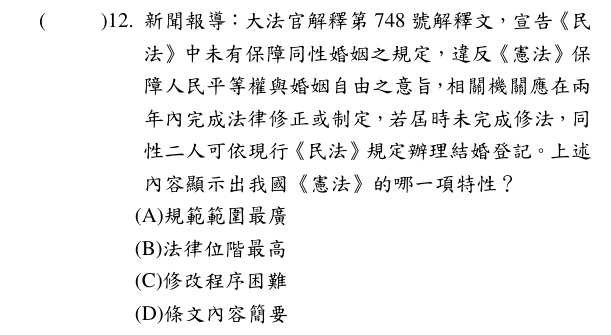 (　　)12. 新聞報導：大法官解釋第 748 號解釋文，宣告《民
法》中未有保障同性婚姻之規定，違反《憲法》保
障人民平等權與婚姻自由之意旨，相關機關應在兩
年內完成法律修正或制定，若屆時未完成修法，同
性二人可依現行《民法》規定辦理結婚登記。上述
內容顯示出我國《憲法》的哪一項特性？
(A)規範範圍最廣
(B)法律位階最高
(C)修改程序困難
(D)條文內容簡要